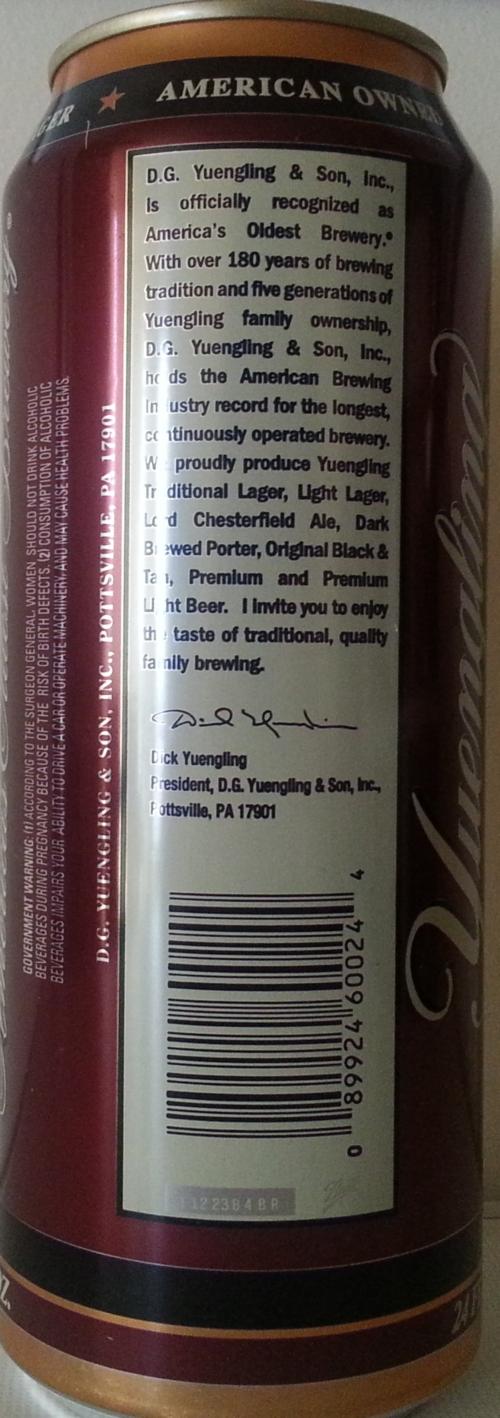 AMERICAN OWNED
D.G. Yuengling & Son, Inc.,
is officially recognized as
America's Oldest Brewery.®
With over 180 years of brewing
tradition and five generations of
Yuengling family ownership,
D.G. Yuengling & Son, Inc.,
holds the American Brewing
Industry record for the longest,
continuously operated brewery.
We proudly produce Yuengling
Traditional Lager, Light Lager,
Lord Chesterfield Ale, Dark
Brewed Porter, Original Black &
Tan, Premium and Premium
Light Beer. I invite you to enjoy
the taste of traditional, quality
family brewing.
Dick Yuengling
President, D.G. Yuengling & Son, Inc.,
Pottsville, PA 17901
0 89924 60024 4
D.G. YUENGLING & SON, INC., POTTSVILLE, PA 17901
GOVERNMENT WARNING: (1) ACCORDING TO THE SURGEON GENERAL, WOMEN SHOULD NOT DRINK ALCOHOLIC
BEVERAGES DURING PREGNANCY BECAUSE OF THE RISK OF BIRTH DEFECTS. (2) CONSUMPTION OF ALCOHOLIC
BEVERAGES IMPAIRS YOUR ABILITY TO DRIVE A CAR OR OPERATE MACHINERY, AND MAY CAUSE HEALTH PROBLEMS.
Yuengling
24